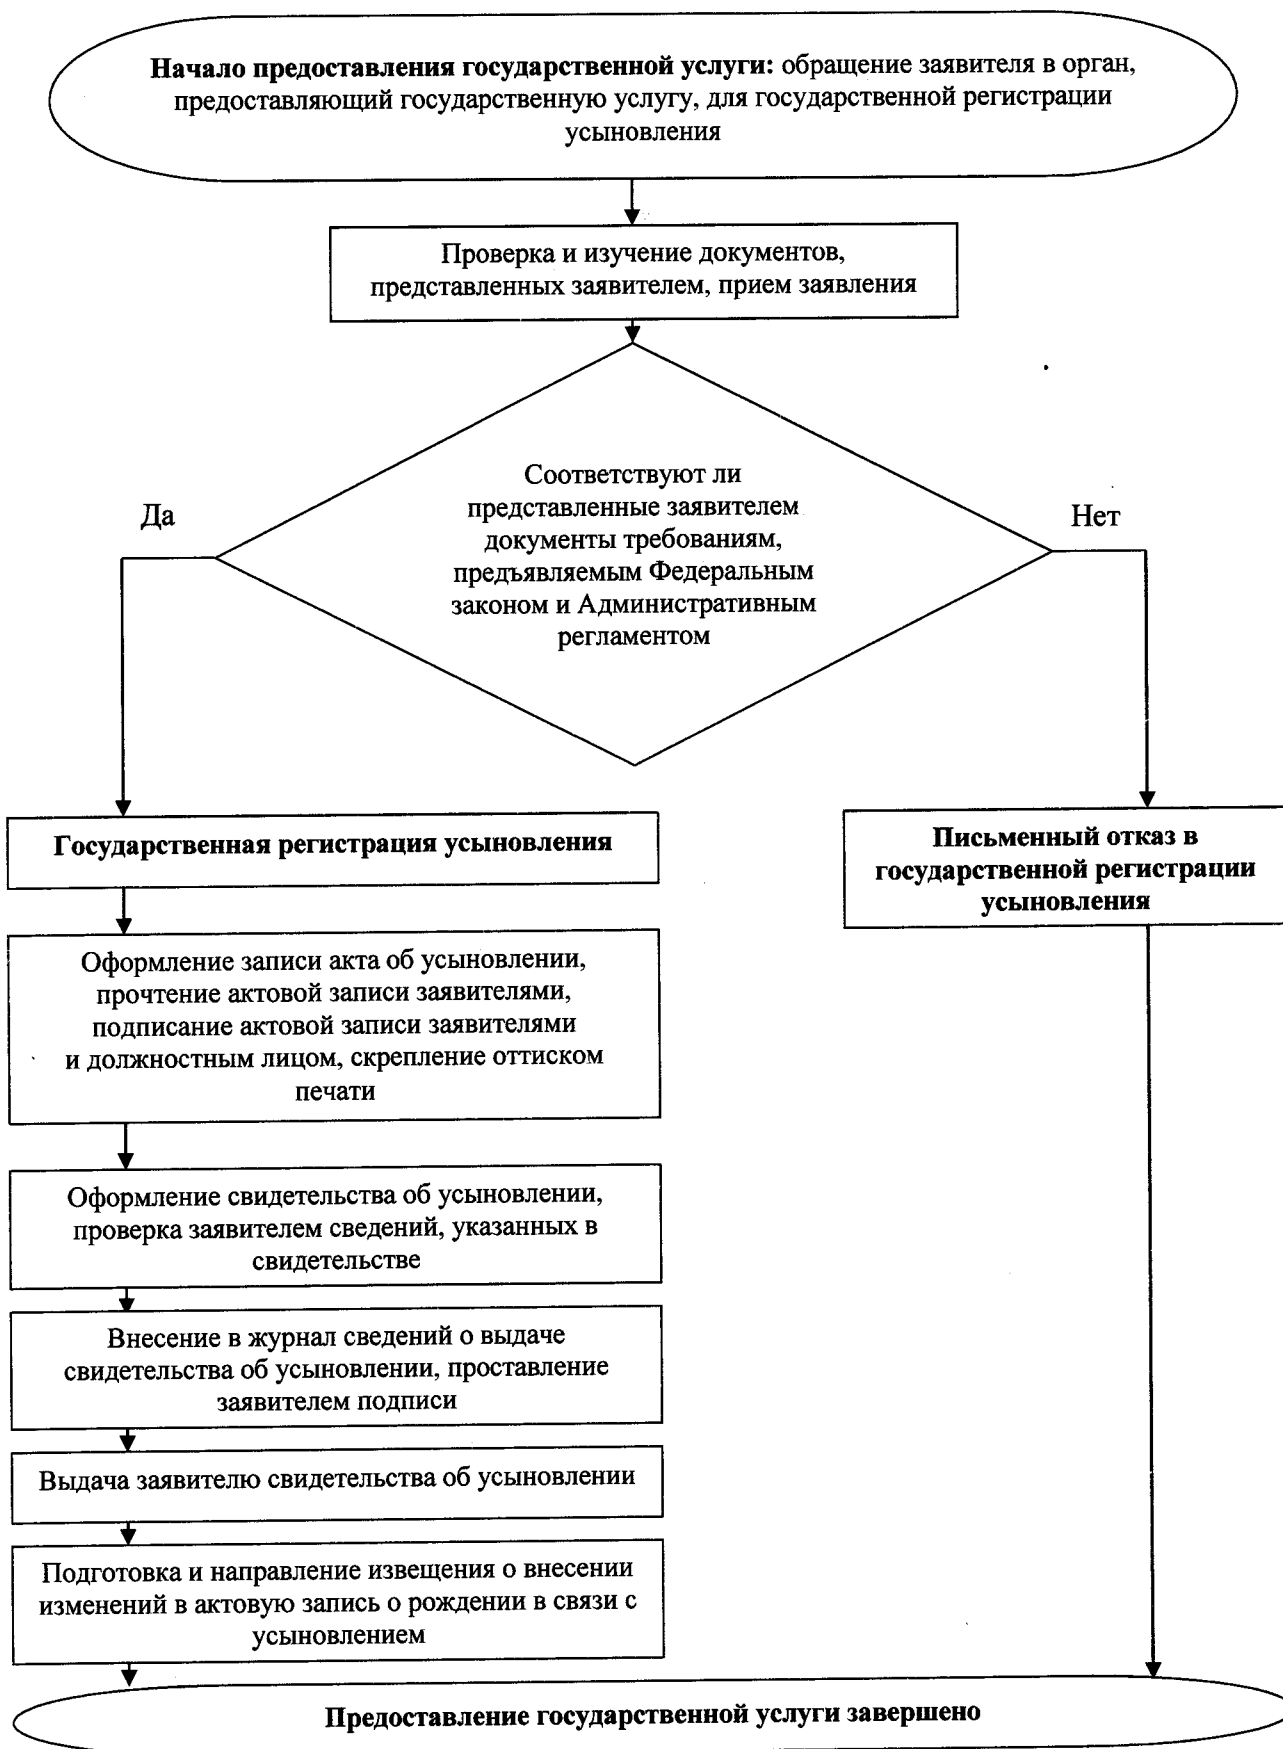 Начало предоставления государственной услуги: обращение заявителя в орган,
предоставляющий государственную услугу, для государственной регистрации
усыновления
Проверка и изучение документов,
представленных заявителем, прием заявления
Соответствуют ли
представленные заявителем
документы требованиям,
предъявляемым Федеральным
законом и Административным
регламентом
Да
Нет
Государственная регистрация усыновления
Письменный отказ в
государственной регистрации
усыновления
Оформление записи акта об усыновлении,
прочтение актовой записи заявителями,
подписание актовой записи заявителями
и должностным лицом, скрепление оттиском
печати
Оформление свидетельства об усыновлении,
проверка заявителем сведений, указанных в
свидетельстве
Внесение в журнал сведений о выдаче
свидетельства об усыновлении, проставление
заявителем подписи
Выдача заявителю свидетельства об усыновлении
Подготовка и направление извещения о внесении
изменений в актовую запись о рождении в связи с
усыновлением
Предоставление государственной услуги завершено